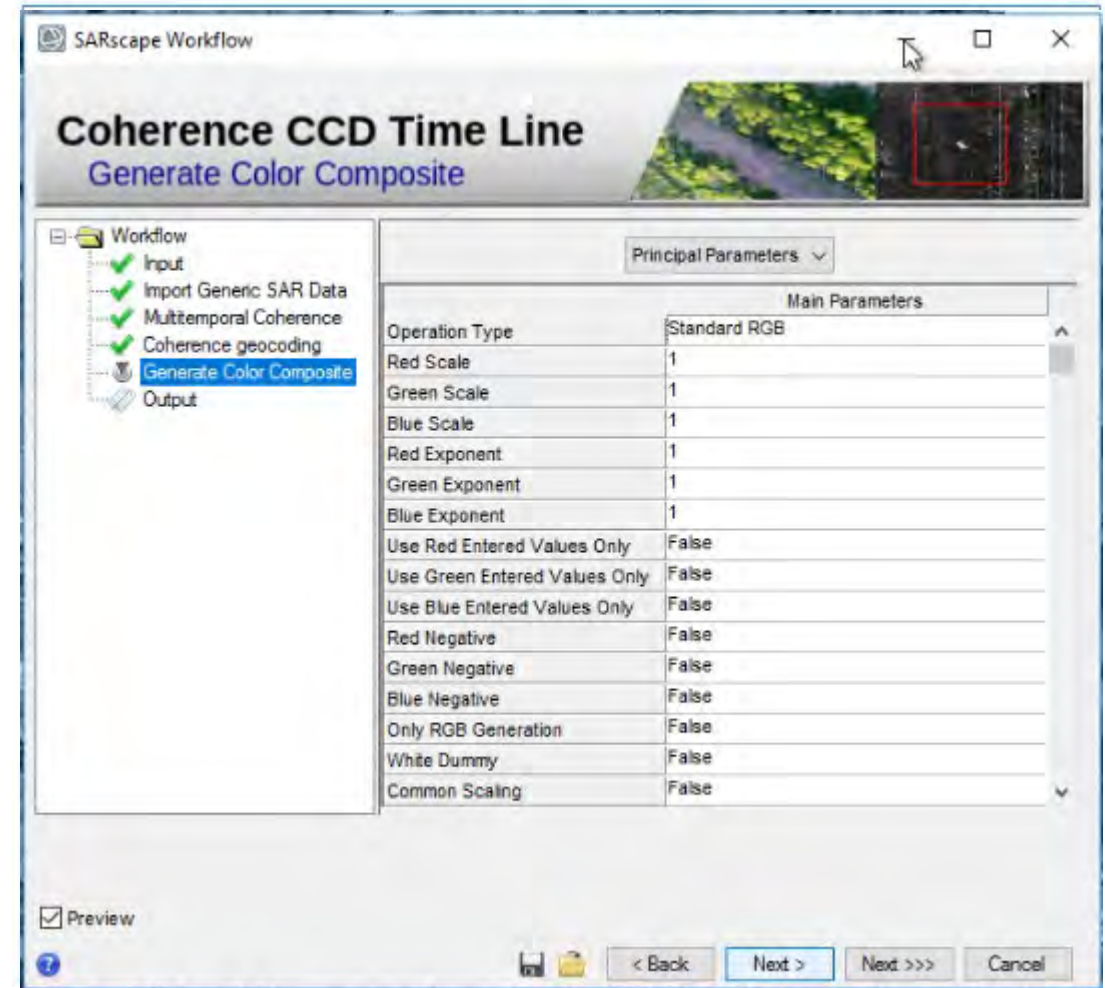 SARscape Workflow
Coherence CCD Time Line
Generate Color Composite
Workflow
Input
Import Generic SAR Data
Multitemporal Coherence
Coherence geocoding
Generate Color Composite
Output
Principal Parameters
Main Parameters
Operation Type Standard RGB
Red Scale 1
Green Scale 1
Blue Scale 1
Red Exponent 1
Green Exponent 1
Blue Exponent 1
Use Red Entered Values Only False
Use Green Entered Values Only False
Use Blue Entered Values Only False
Red Negative False
Green Negative False
Blue Negative False
Only RGB Generation False
White Dummy False
Common Scaling False
Preview
? < Back Next > Next >>> Cancel